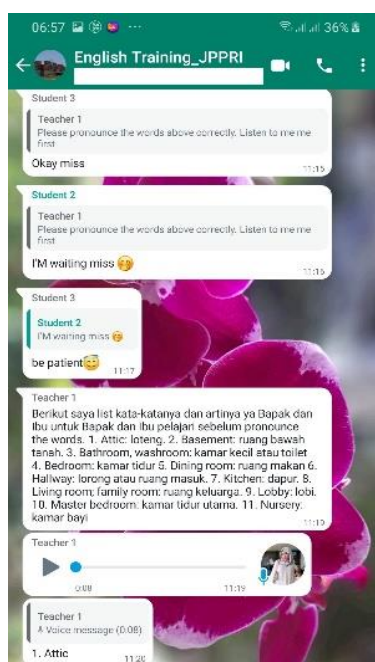 06:57
36%
English Training_JPPRI
Student 3
Teacher 1
Please pronounce the words above correctly. Listen to me me
first
Okay miss
11:15
Student 2
Teacher 1
Please pronounce the words above correctly. Listen to me me
first
I'M waiting miss 🤭
11:16
Student 3
Student 2
I'M waiting miss 🤭
be patient😇
11:17
Teacher 1
Berikut saya list kata-katanya dan artinya ya Bapak dan
Ibu untuk Bapak dan Ibu pelajari sebelum pronounce
the words. 1. Attic: loteng. 2. Basement: ruang bawah
tanah. 3. Bathroom, washroom: kamar kecil atau toilet
4. Bedroom: kamar tidur 5. Dining room: ruang makan 6.
Hallway: lorong atau ruang masuk. 7. Kitchen: dapur. 8.
Living room; family room: ruang keluarga. 9. Lobby: lobi.
10. Master bedroom: kamar tidur utama. 11. Nursery:
kamar bayi
11:19
Teacher 1
0:08
11:19
Teacher 1
Voice message (0:08)
1. Attic
11:20